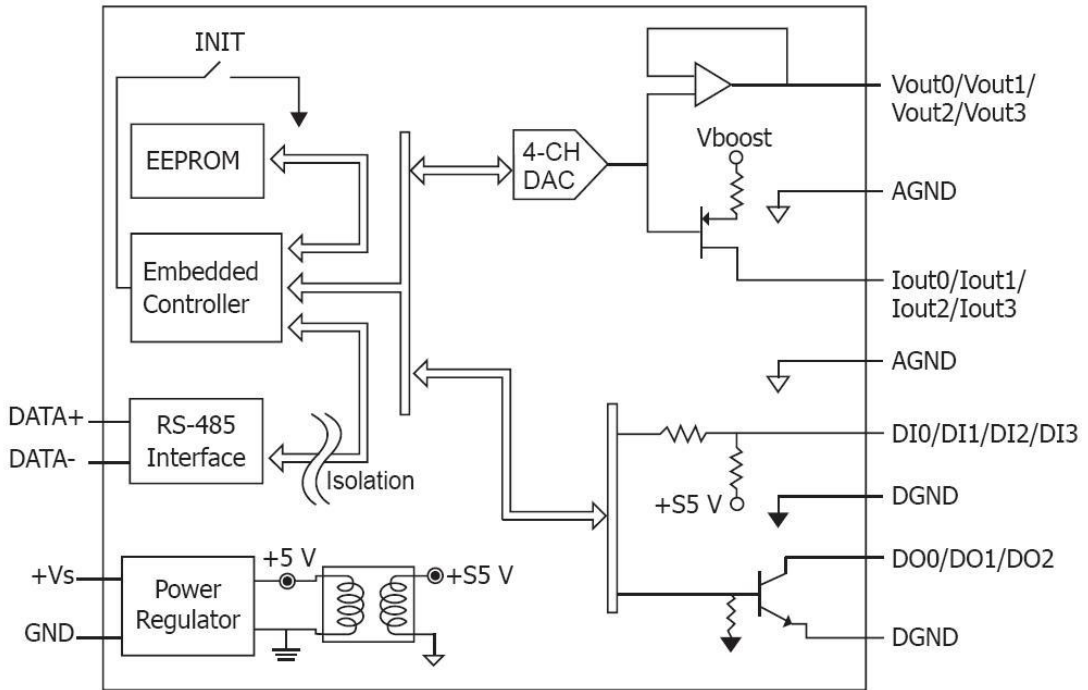 INIT
EEPROM
Embedded
Controller
DATA+
DATA-
RS-485
Interface
Isolation
+Vs
GND
Power
Regulator
+5 V
+S5 V
4-CH
DAC
Vboost
Vout0/Vout1/
Vout2/Vout3
AGND
Iout0/Iout1/
Iout2/Iout3
AGND
DI0/DI1/DI2/DI3
+S5 V
DGND
DO0/DO1/DO2
DGND